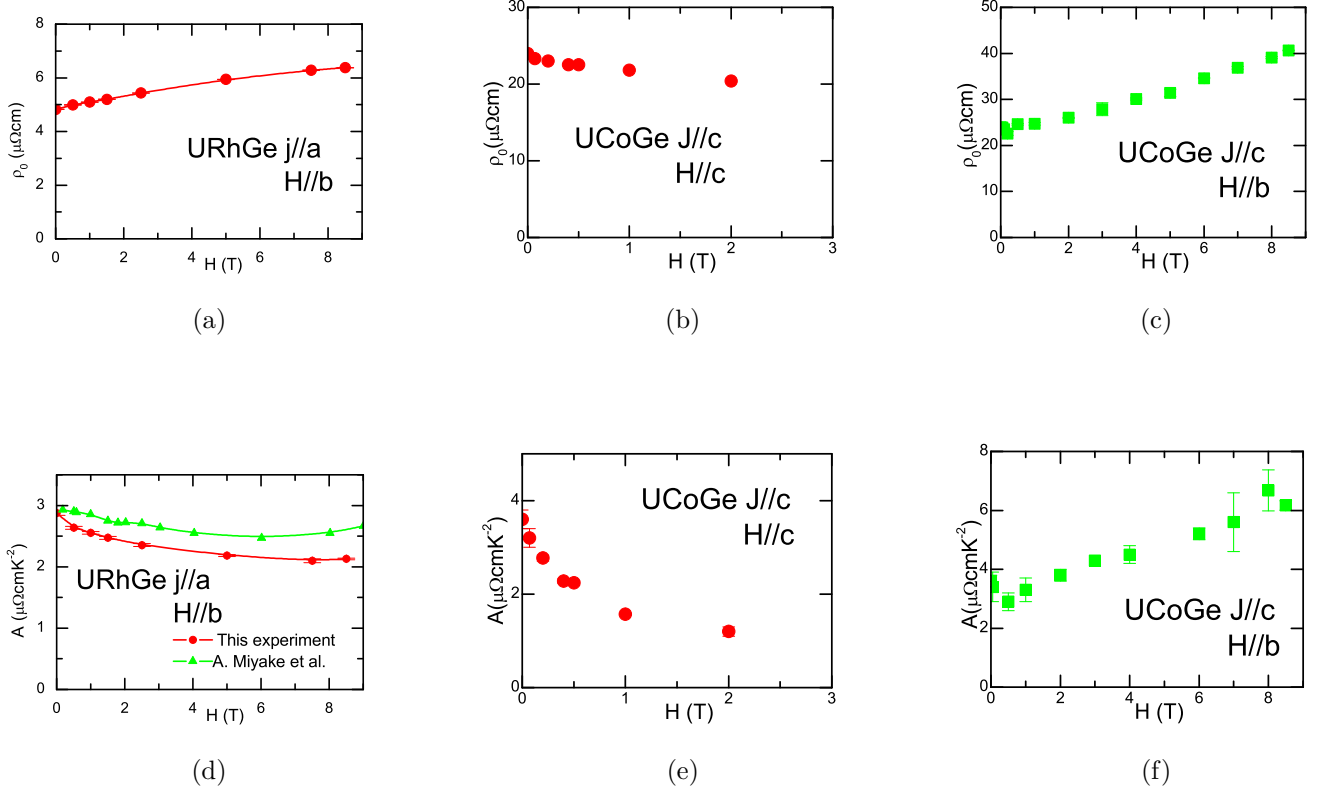 8
6
4
2
0
ρ0 (μΩcm)
URhGe j//a
H//b
0 2 4 6 8
H (T)
(a)
30
20
10
0
ρ0(μΩcm)
UCoGe J//c
H//c
0 1 2 3
H (T)
(b)
50
40
30
20
10
0
ρ0(μΩcm)
UCoGe J//c
H//b
0 2 4 6 8
H (T)
(c)
3
2
1
0
A (μΩcmK-2)
URhGe j//a
H//b
This experiment
A. Miyake et al.
0 2 4 6 8
H (T)
(d)
4
2
0
A(μΩcmK-2)
UCoGe J//c
H//c
0 1 2 3
H (T)
(e)
8
6
4
2
0
A(μΩcmK-2)
UCoGe J//c
H//b
0 2 4 6 8
H (T)
(f)